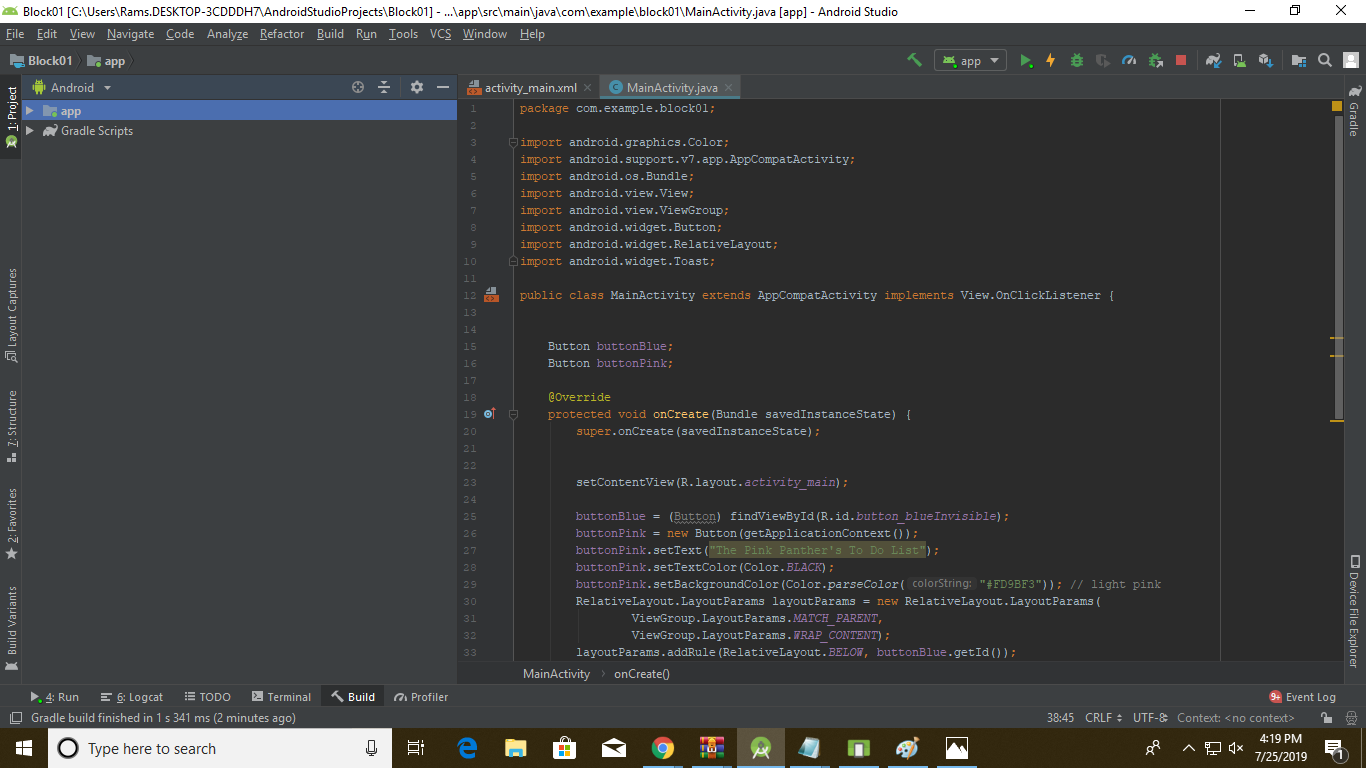 Block01 [C:\Users\Rams.DESKTOP-3CDDDH7\AndroidStudioProjects\Block01] - ...\app\src\main\java\com\example\block01\MainActivity.java [app] - Android Studio
File Edit View Navigate Code Analyze Refactor Build Run Tools VCS Window Help
Block01 app
app
Android
activity_main.xml
MainActivity.java
1: Project
app
Gradle Scripts
Layout Captures
7: Structure
2: Favorites
Build Variants
1 package com.example.block01;
2
3 import android.graphics.Color;
4 import android.support.v7.app.AppCompatActivity;
5 import android.os.Bundle;
6 import android.view.View;
7 import android.view.ViewGroup;
8 import android.widget.Button;
9 import android.widget.RelativeLayout;
10 import android.widget.Toast;
11
12 public class MainActivity extends AppCompatActivity implements View.OnClickListener {
13
14
15 Button buttonBlue;
16 Button buttonPink;
17
18 @Override
19 protected void onCreate(Bundle savedInstanceState) {
20 super.onCreate(savedInstanceState);
21
22
23 setContentView(R.layout.activity_main);
24
25 buttonBlue = (Button) findViewById(R.id.button_blueInvisible);
26 buttonPink = new Button(getApplicationContext());
27 buttonPink.setText("The Pink Panther's To Do List");
28 buttonPink.setTextColor(Color.BLACK);
29 buttonPink.setBackgroundColor(Color.parseColor( colorString: "#FD9BF3")); // light pink
30 RelativeLayout.LayoutParams layoutParams = new RelativeLayout.LayoutParams(
31 ViewGroup.LayoutParams.MATCH_PARENT,
32 ViewGroup.LayoutParams.WRAP_CONTENT);
33 layoutParams.addRule(RelativeLayout.BELOW, buttonBlue.getId());
Gradle
Device File Explorer
MainActivity onCreate()
4: Run 6: Logcat TODO Terminal Build Profiler
9+ Event Log
Gradle build finished in 1 s 341 ms (2 minutes ago)
38:45 CRLF UTF-8 Context: <no context>
Type here to search
4:19 PM
7/25/2019
1